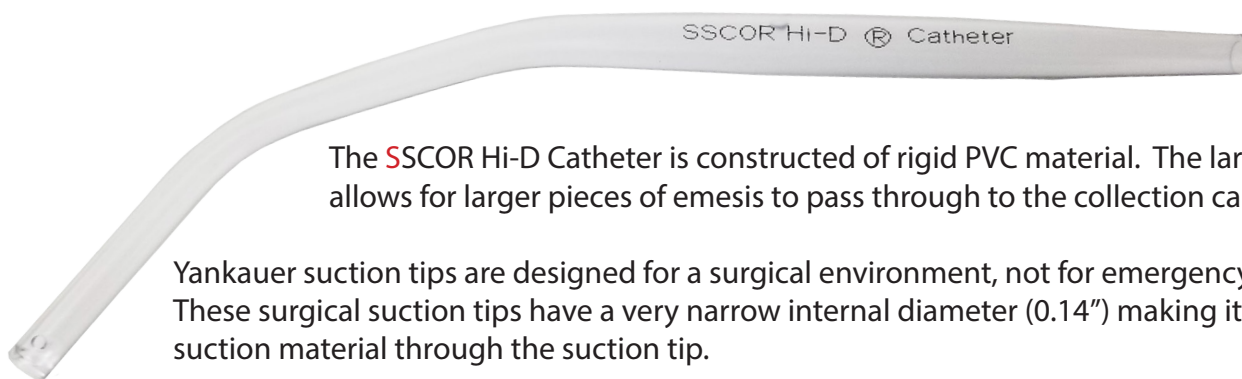 SSCOR Hi-D ® Catheter
The SSCOR Hi-D Catheter is constructed of rigid PVC material. The lar
allows for larger pieces of emesis to pass through to the collection ca
Yankauer suction tips are designed for a surgical environment, not for emergency
These surgical suction tips have a very narrow internal diameter (0.14") making it
suction material through the suction tip.